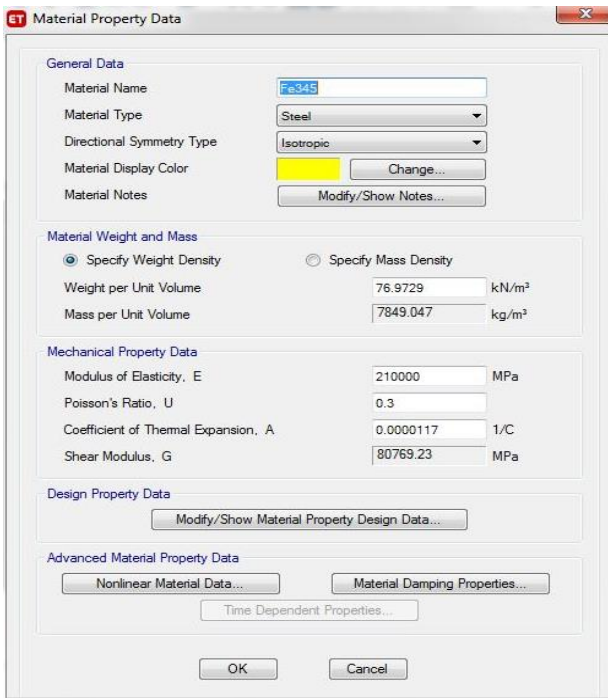 ET Material Property Data
General Data
Material Name Fe345
Material Type Steel
Directional Symmetry Type Isotropic
Material Display Color Change...
Material Notes Modify/Show Notes...
Material Weight and Mass
Specify Weight Density Specify Mass Density
Weight per Unit Volume 76.9729 kN/m³
Mass per Unit Volume 7849.047 kg/m³
Mechanical Property Data
Modulus of Elasticity, E 210000 MPa
Poisson's Ratio, U 0.3
Coefficient of Thermal Expansion, A 0.0000117 1/C
Shear Modulus, G 80769.23 MPa
Design Property Data
Modify/Show Material Property Design Data...
Advanced Material Property Data
Nonlinear Material Data... Material Damping Properties...
Time Dependent Properties...
OK Cancel